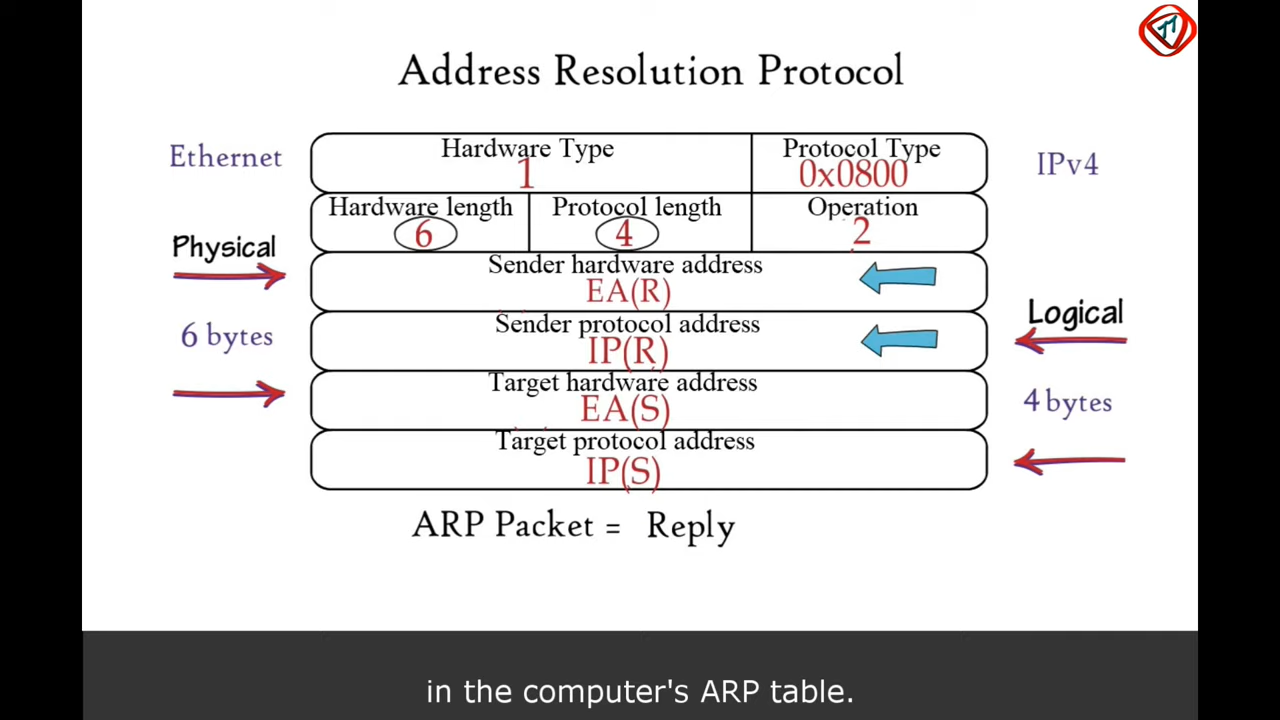 Address Resolution Protocol
Ethernet
Hardware Type
1
Protocol Type
0x0800
IPv4
Hardware length
6
Protocol length
4
Operation
2
Physical
Sender hardware address
EA(R)
6 bytes
Sender protocol address
IP(R)
Logical
Target hardware address
EA(S)
4 bytes
Target protocol address
IP(S)
ARP Packet = Reply
in the computer's ARP table.